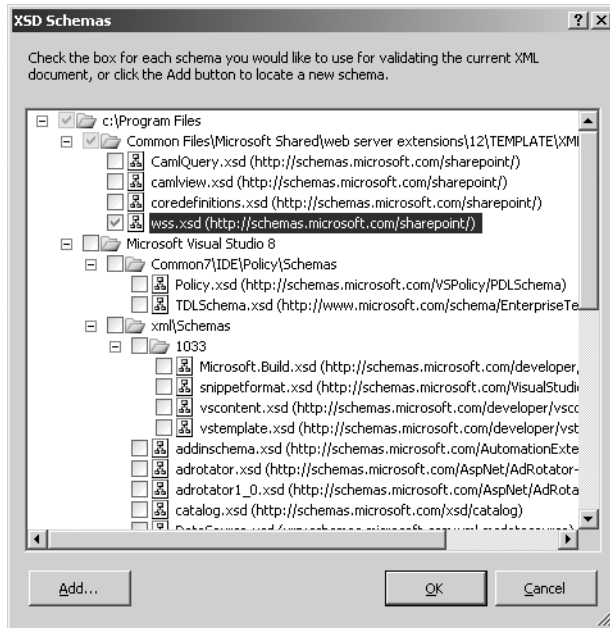 XSD Schemas
Check the box for each schema you would like to use for validating the current XML
document, or click the Add button to locate a new schema.
c:\Program Files
Common Files\Microsoft Shared\web server extensions\12\TEMPLATE\XML
CamlQuery.xsd (http://schemas.microsoft.com/sharepoint/)
camlview.xsd (http://schemas.microsoft.com/sharepoint/)
coredefinitions.xsd (http://schemas.microsoft.com/sharepoint/)
wss.xsd (http://schemas.microsoft.com/sharepoint/)
Microsoft Visual Studio 8
Common7\IDE\Policy\Schemas
Policy.xsd (http://schemas.microsoft.com/VSPolicy/PDLSchema)
TDLSchema.xsd (http://www.microsoft.com/schema/EnterpriseTe
xml\Schemas
1033
Microsoft.Build.xsd (http://schemas.microsoft.com/developer/
snippetformat.xsd (http://schemas.microsoft.com/VisualStudi
vscontent.xsd (http://schemas.microsoft.com/developer/vscc
vstemplate.xsd (http://schemas.microsoft.com/developer/vst
addinschema.xsd (http://schemas.microsoft.com/AutomationExte
adrotator.xsd (http://schemas.microsoft.com/AspNet/AdRotator-
adrotator1_0.xsd (http://schemas.microsoft.com/AspNet/AdRota
catalog.xsd (http://schemas.microsoft.com/xsd/catalog)
Add...
OK
Cancel